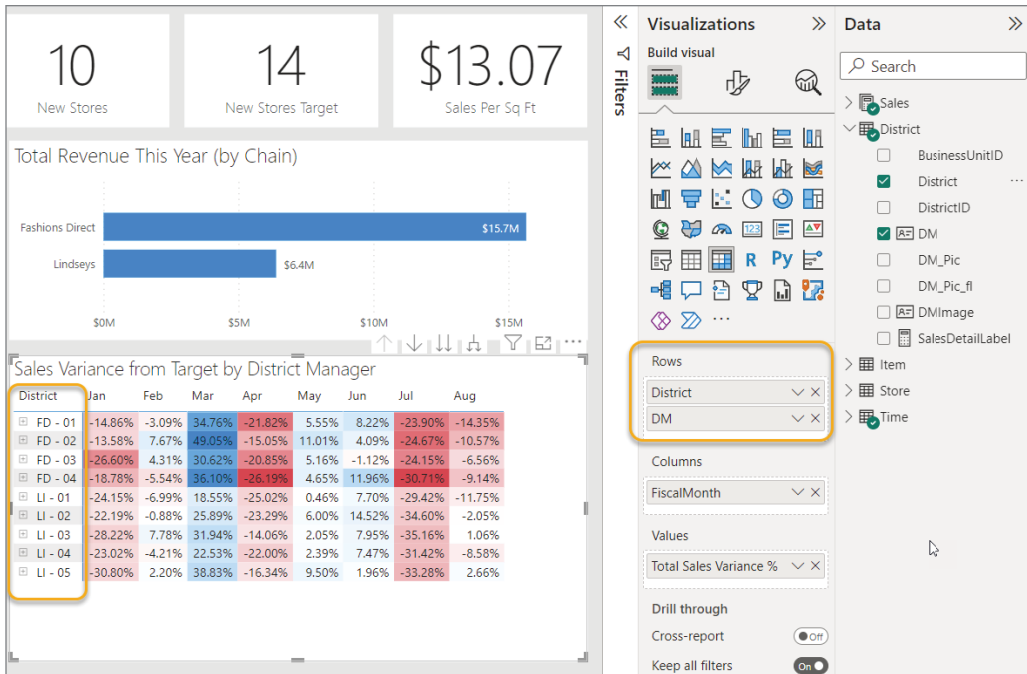 10
New Stores
14
New Stores Target
$13.07
Sales Per Sq Ft
Total Revenue This Year (by Chain)
Fashions Direct $15.7M
Lindseys $6.4M
$0M $5M $10M $15M
Sales Variance from Target by District Manager
District Jan Feb Mar Apr May Jun Jul Aug
FD - 01 -14.86% -3.09% 34.76% -21.82% 5.55% 8.22% -23.90% -14.35%
FD - 02 -13.58% 7.67% 49.05% -15.05% 11.01% 4.09% -24.67% -10.57%
FD - 03 -26.60% 4.31% 30.62% -20.85% 5.16% -1.12% -24.15% -6.56%
FD - 04 -18.78% -5.54% 36.10% -26.19% 4.65% 11.96% -30.71% -9.14%
LI - 01 -24.15% -6.99% 18.55% -25.02% 0.46% 7.70% -29.42% -11.75%
LI - 02 -22.19% -0.88% 25.89% -23.29% 6.00% 14.52% -34.60% -2.05%
LI - 03 -28.22% 7.78% 31.94% -14.06% 2.05% 7.95% -35.16% 1.06%
LI - 04 -23.02% -4.21% 22.53% -22.00% 2.39% 7.47% -31.42% -8.58%
LI - 05 -30.80% 2.20% 38.83% -16.34% 9.50% 1.96% -33.28% 2.66%
Filters
Visualizations
Build visual
123
R Py
Rows
District
DM
Columns
FiscalMonth
Values
Total Sales Variance %
Drill through
Cross-report Off
Keep all filters On
Data
Search
Sales
District
BusinessUnitID
District
DistrictID
DM
DM_Pic
DM_Pic_fl
DMImage
SalesDetailLabel
Item
Store
Time